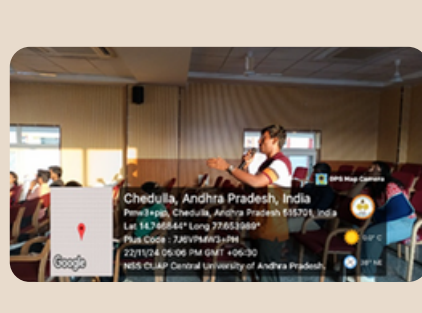 GPS Map Camera
Chedulla, Andhra Pradesh, India
Pmw3+pjp, Chedulla, Andhra Pradesh 515701, India
Lat 14.746844° Long 77.653989°
Plus Code : 7J6VPMW3+PH
22/11/24 05:06 PM GMT +05:30
NSS CUAP Central University of Andhra Pradesh
Google